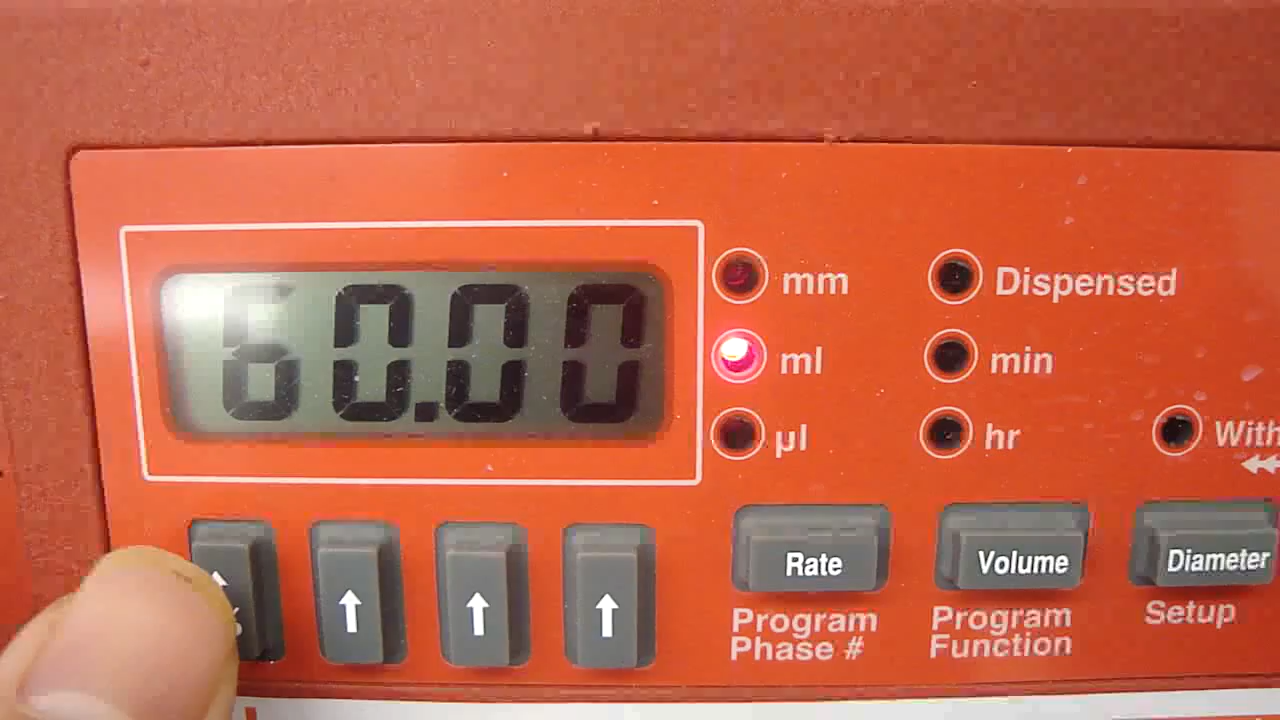 60.00
mm
Dispensed
ml
min
µl
hr
With
Rate
Volume
Diameter
Program
Phase #
Program
Function
Setup